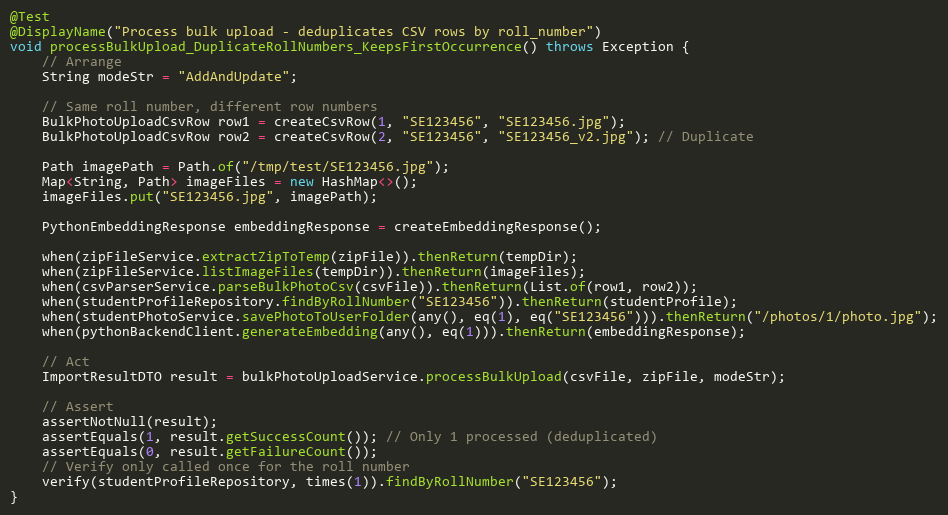 @Test
@DisplayName("Process bulk upload - deduplicates CSV rows by roll_number")
void processBulkUpload_DuplicateRollNumbers_KeepsFirstOccurrence() throws Exception {
    // Arrange
    String modeStr = "AddAndUpdate";

    // Same roll number, different row numbers
    BulkPhotoUploadCsvRow row1 = createCsvRow(1, "SE123456", "SE123456.jpg");
    BulkPhotoUploadCsvRow row2 = createCsvRow(2, "SE123456", "SE123456_v2.jpg"); // Duplicate

    Path imagePath = Path.of("/tmp/test/SE123456.jpg");
    Map<String, Path> imageFiles = new HashMap<>();
    imageFiles.put("SE123456.jpg", imagePath);

    PythonEmbeddingResponse embeddingResponse = createEmbeddingResponse();

    when(zipFileService.extractZipToTemp(zipFile)).thenReturn(tempDir);
    when(zipFileService.listImageFiles(tempDir)).thenReturn(imageFiles);
    when(csvParserService.parseBulkPhotoCsv(csvFile)).thenReturn(List.of(row1, row2));
    when(studentProfileRepository.findByRollNumber("SE123456")).thenReturn(studentProfile);
    when(studentPhotoService.savePhotoToUserFolder(any(), eq(1), eq("SE123456"))).thenReturn("/photos/1/photo.jpg");
    when(pythonBackendClient.generateEmbedding(any(), eq(1))).thenReturn(embeddingResponse);

    // Act
    ImportResultDTO result = bulkPhotoUploadService.processBulkUpload(csvFile, zipFile, modeStr);

    // Assert
    assertNotNull(result);
    assertEquals(1, result.getSuccessCount()); // Only 1 processed (deduplicated)
    assertEquals(0, result.getFailureCount());
    // Verify only called once for the roll number
    verify(studentProfileRepository, times(1)).findByRollNumber("SE123456");
}